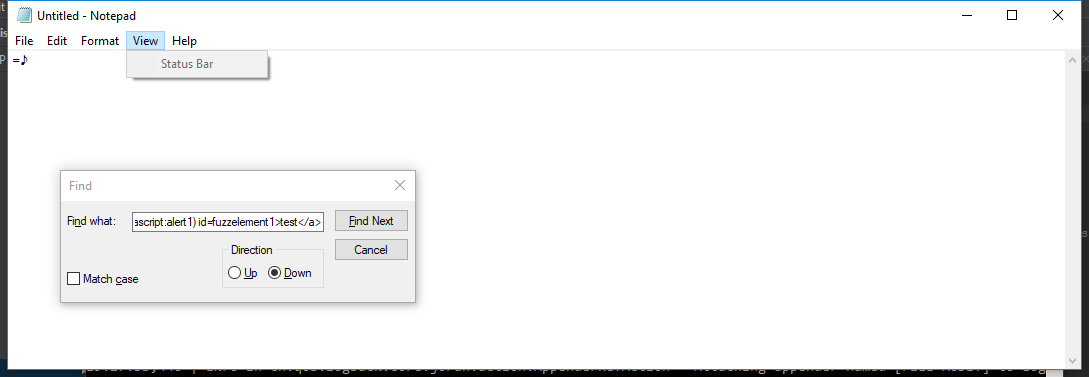 Untitled - Notepad
File Edit Format View Help
=♪
Status Bar
Find
Find what: ascript:alert1) id=fuzzelement1>test</a>
Find Next
Cancel
Direction
Up Down
Match case